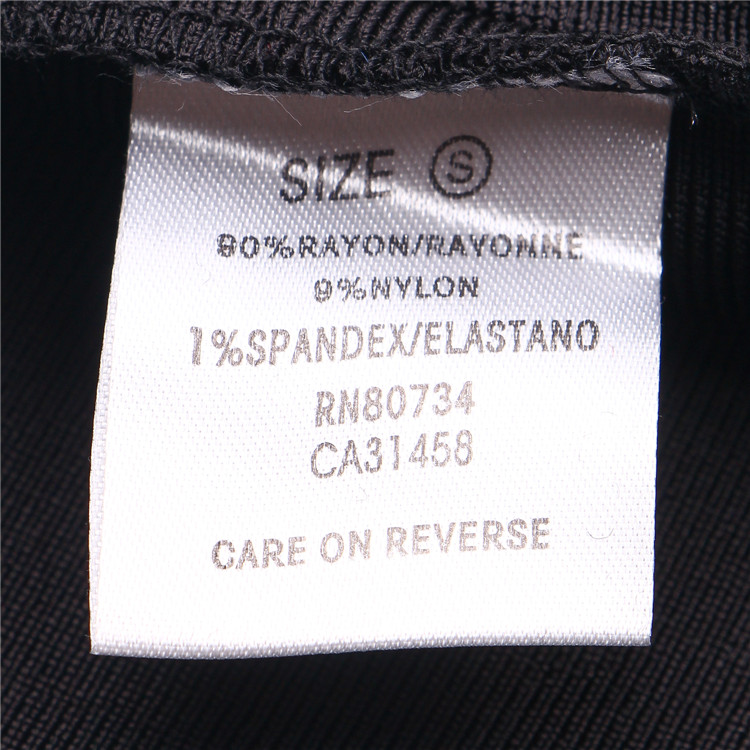 SIZE S
90%RAYON/RAYONNE
9%NYLON
1%SPANDEX/ELASTANO
RN80734
CA31458
CARE ON REVERSE